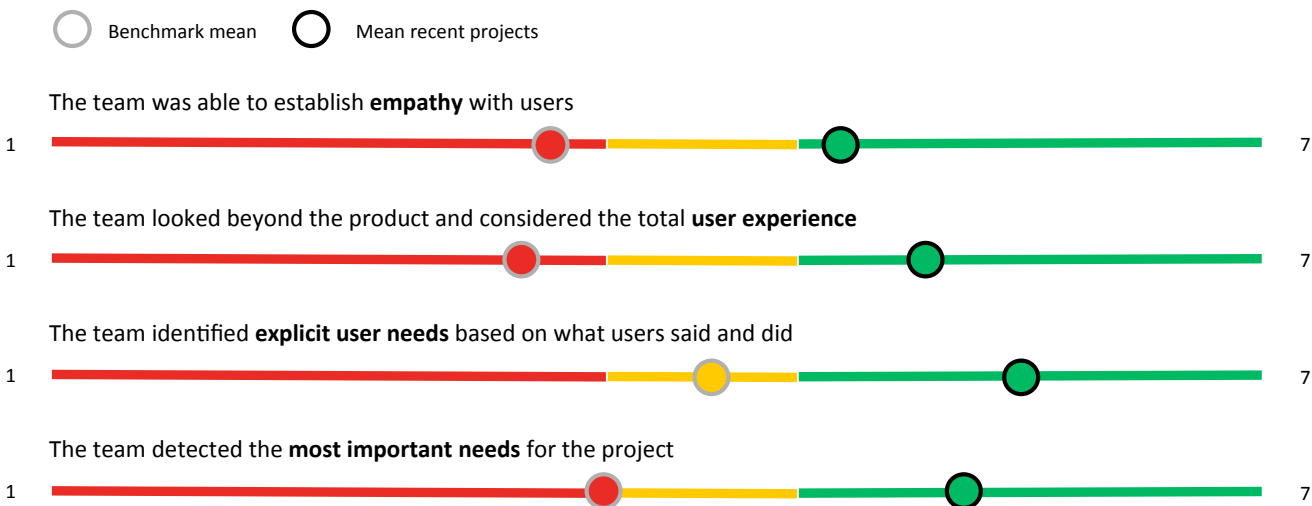 Benchmark mean Mean recent projects
The team was able to establish empathy with users
1 7
The team looked beyond the product and considered the total user experience
1 7
The team identified explicit user needs based on what users said and did
1 7
The team detected the most important needs for the project
1 7